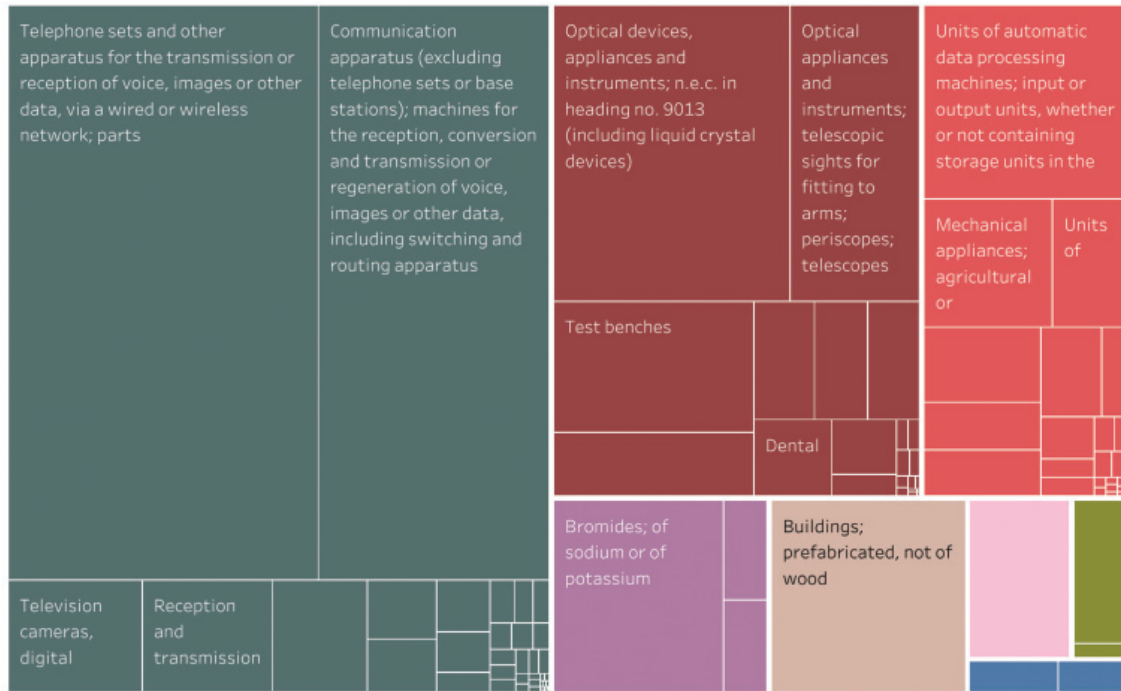 Telephone sets and other
apparatus for the transmission or
reception of voice, images or other
data, via a wired or wireless
network; parts
Communication
apparatus (excluding
telephone sets or base
stations); machines for
the reception, conversion
and transmission or
regeneration of voice,
images or other data,
including switching and
routing apparatus
Optical devices,
appliances and
instruments; n.e.c. in
heading no. 9013
(including liquid crystal
devices)
Optical
appliances
and
instruments;
telescopic
sights for
fitting to
arms;
periscopes;
telescopes
Units of automatic
data processing
machines; input or
output units, whether
or not containing
storage units in the
Mechanical
appliances;
agricultural
or
Units
of
Test benches
Dental
Television
cameras,
digital
Reception
and
transmission
Bromides; of
sodium or of
potassium
Buildings;
prefabricated, not of
wood